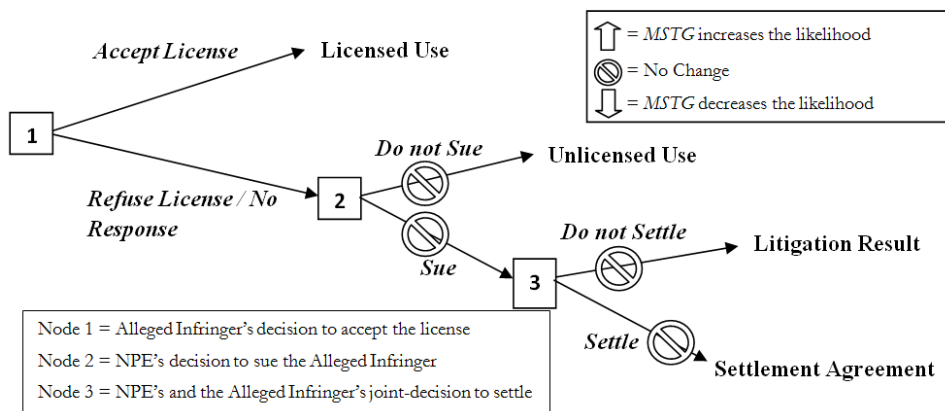 Accept License
Licensed Use
= MSTG increases the likelihood
= No Change
= MSTG decreases the likelihood
1
Do not Sue
Unlicensed Use
Refuse License / No
Response
2
Sue
Do not Settle
Litigation Result
3
Settle
Settlement Agreement
Node 1 = Alleged Infringer's decision to accept the license
Node 2 = NPE's decision to sue the Alleged Infringer
Node 3 = NPE's and the Alleged Infringer's joint-decision to settle